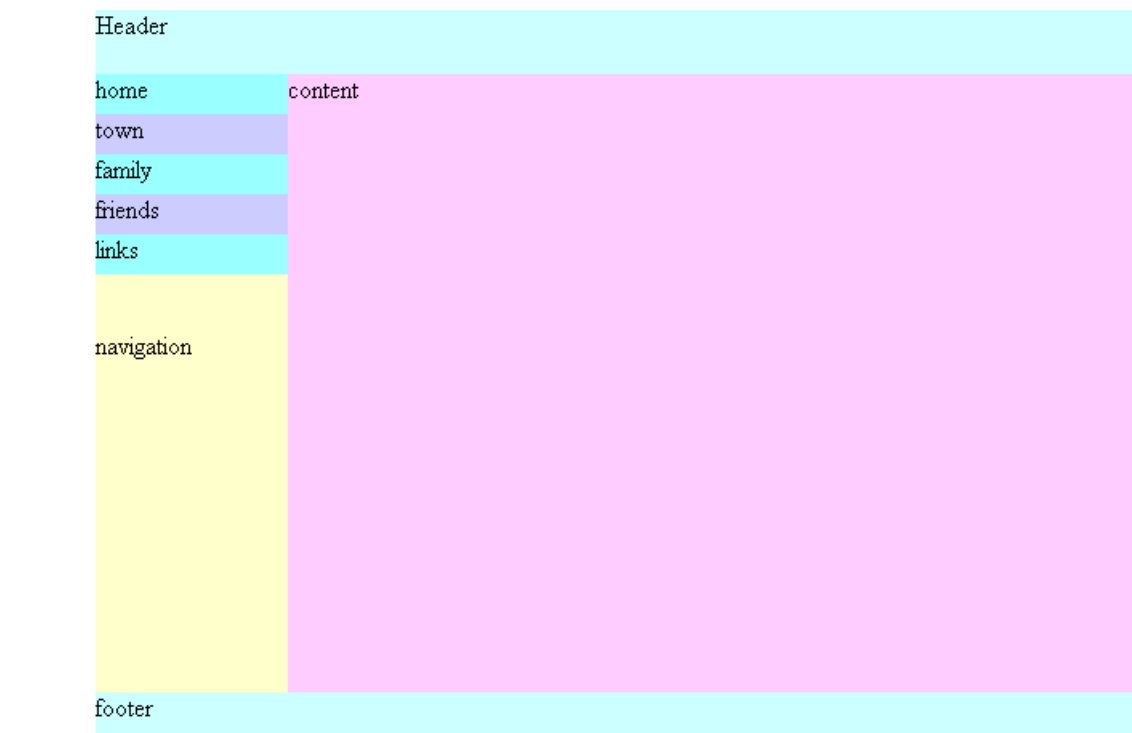 Header
home
content
town
family
friends
links
navigation
footer